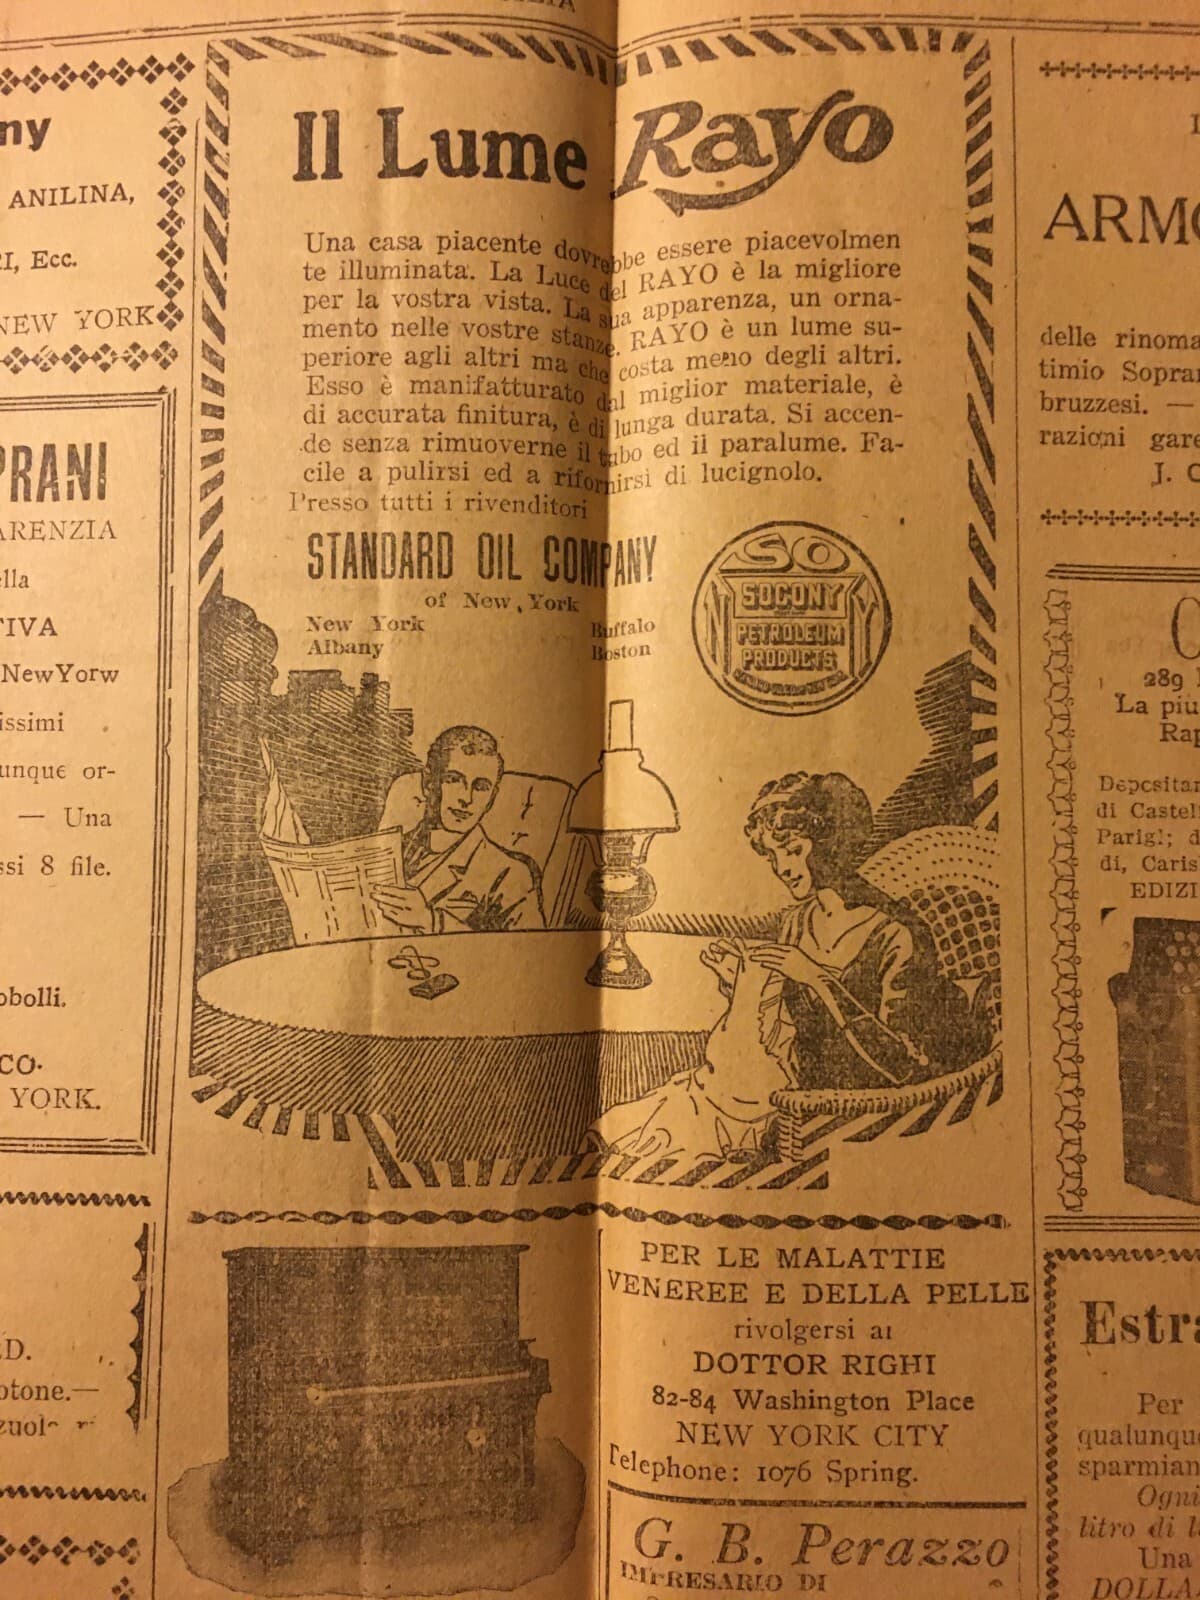 ny
ANILINA,
RI, Ecc.
NEW YORK
PRANI
ARENZIA
ella
TIVA
NewYorw
issimi
unque or-
— Una
ssi 8 file.
obolli.
CO.
YORK.
D.
otone.—
Il Lume Rayo
Una casa piacente dovrebbe essere piacevolmen
te illuminata. La Luce del RAYO è la migliore
per la vostra vista. La sua apparenza, un orna-
mento nelle vostre stanze. RAYO è un lume su-
periore agli altri ma che costa meno degli altri.
Esso è manifatturato dal miglior materiale, è
di accurata finitura, è di lunga durata. Si accen-
de senza rimuoverne il tubo ed il paralume. Fa-
cile a pulirsi ed a rifornirsi di lucignolo.
Presso tutti i rivenditori
STANDARD OIL COMPANY
of New York
New York Buffalo
Albany Boston
SO
SOCONY
PETROLEUM
PRODUCTS
PER LE MALATTIE
VENEREE E DELLA PELLE
rivolgersi al
DOTTOR RIGHI
82-84 Washington Place
NEW YORK CITY
Telephone: 1076 Spring.
G. B. Perazzo
IMPRESARIO DI
ARMO
delle rinoma
timio Sopran
bruzzesi. —
razioni gare
J. C
289
La piu
Rap
Depositar
di Castel
Parigi; d
di, Caris
EDIZI
Estra
Per
qualunque
sparmian
Ogni
litro di l
Una
DOLLA